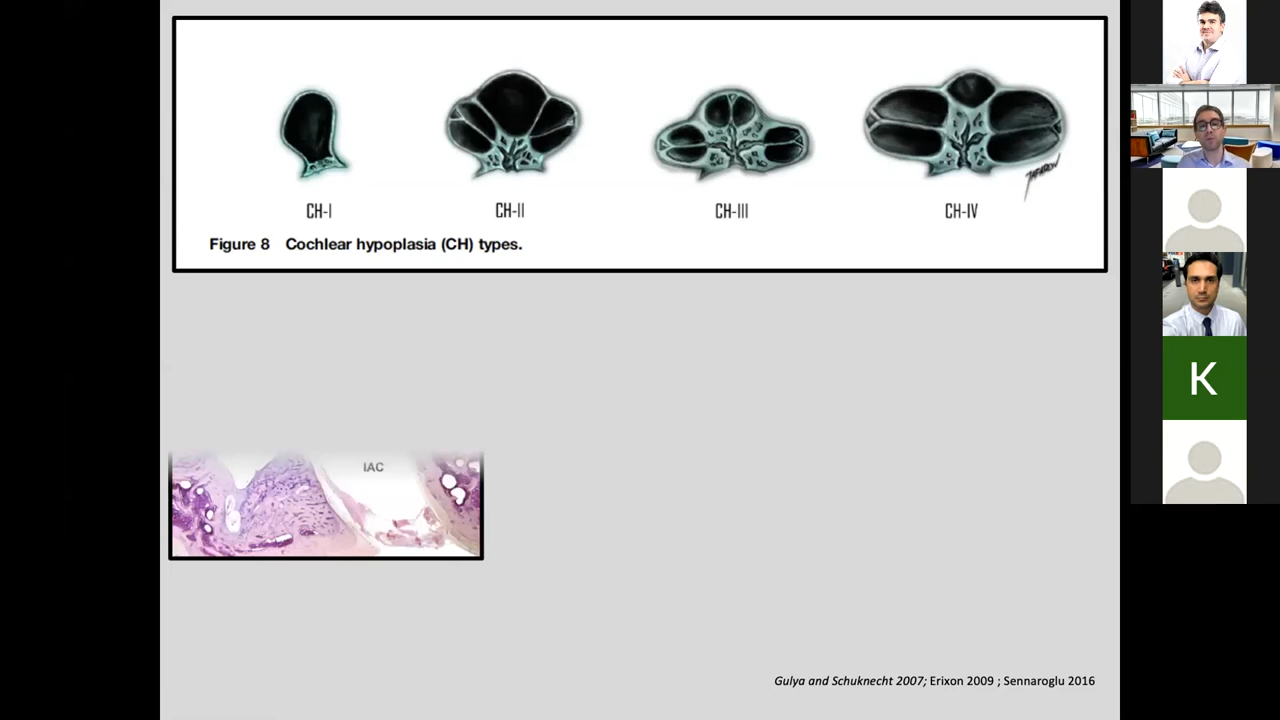 CH-I
CH-II
CH-III
CH-IV
Figure 8 Cochlear hypoplasia (CH) types.
IAC
K
Gulya and Schuknecht 2007; Erixon 2009 ; Sennaroglu 2016